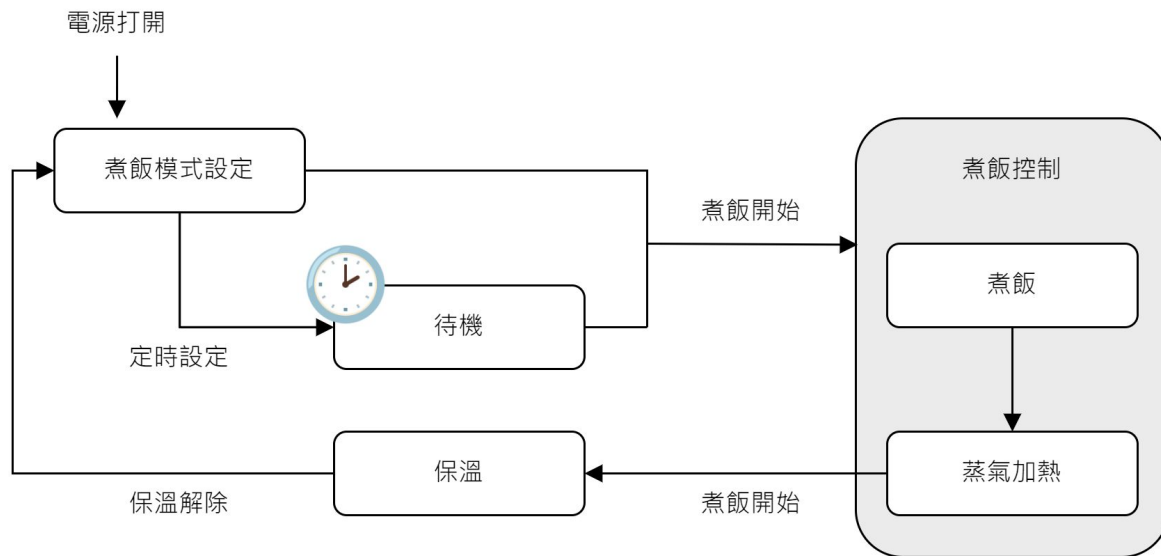 電源打開
煮飯模式設定
煮飯控制
煮飯開始
煮飯
待機
定時設定
保溫
蒸氣加熱
保溫解除
煮飯開始